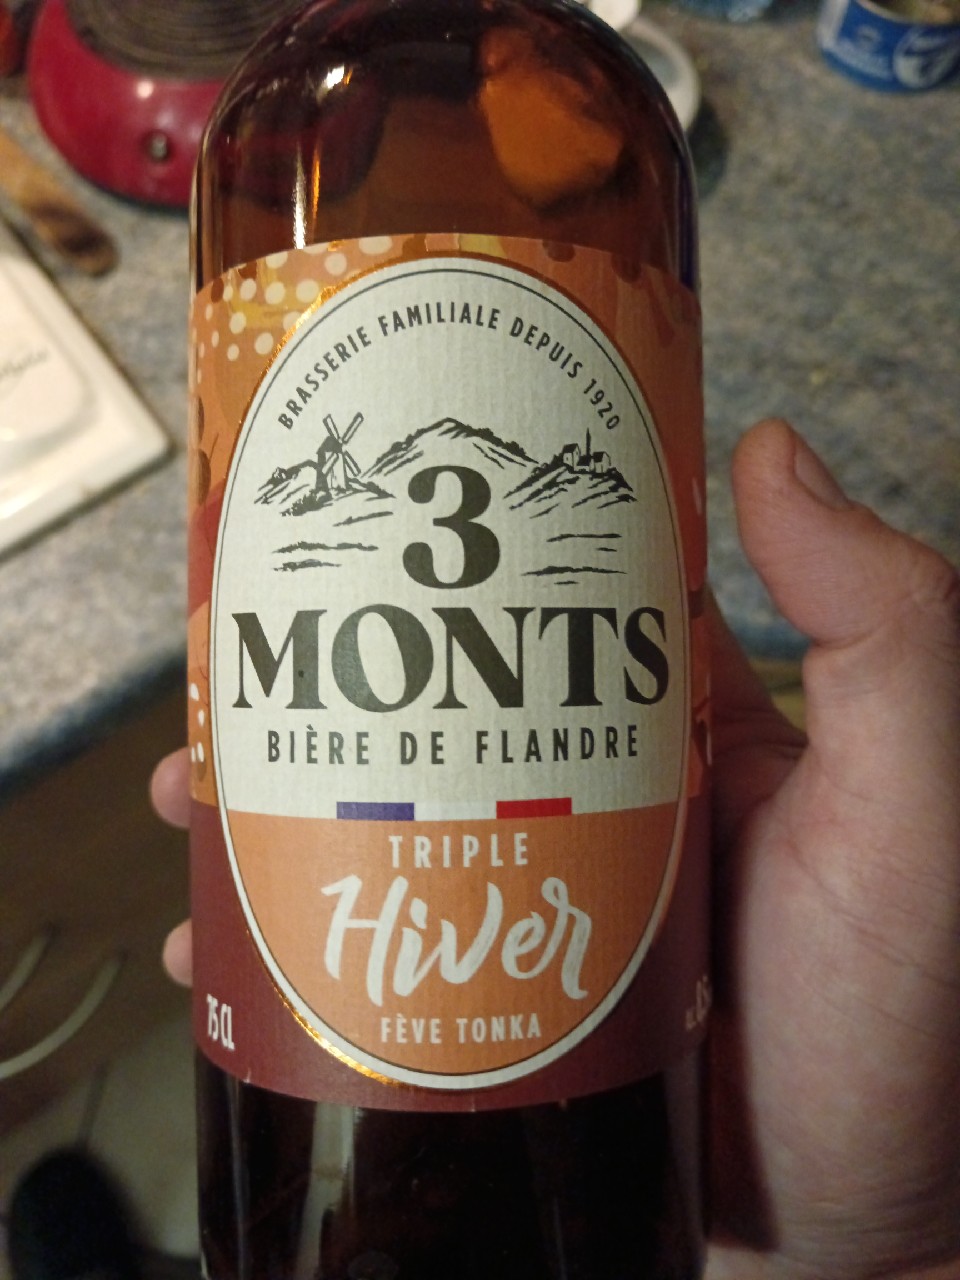 BRASSERIE FAMILIALE DEPUIS 1920
3
MONTS
BIÈRE DE FLANDRE
TRIPLE
Hiver
FÈVE TONKA
75 CL